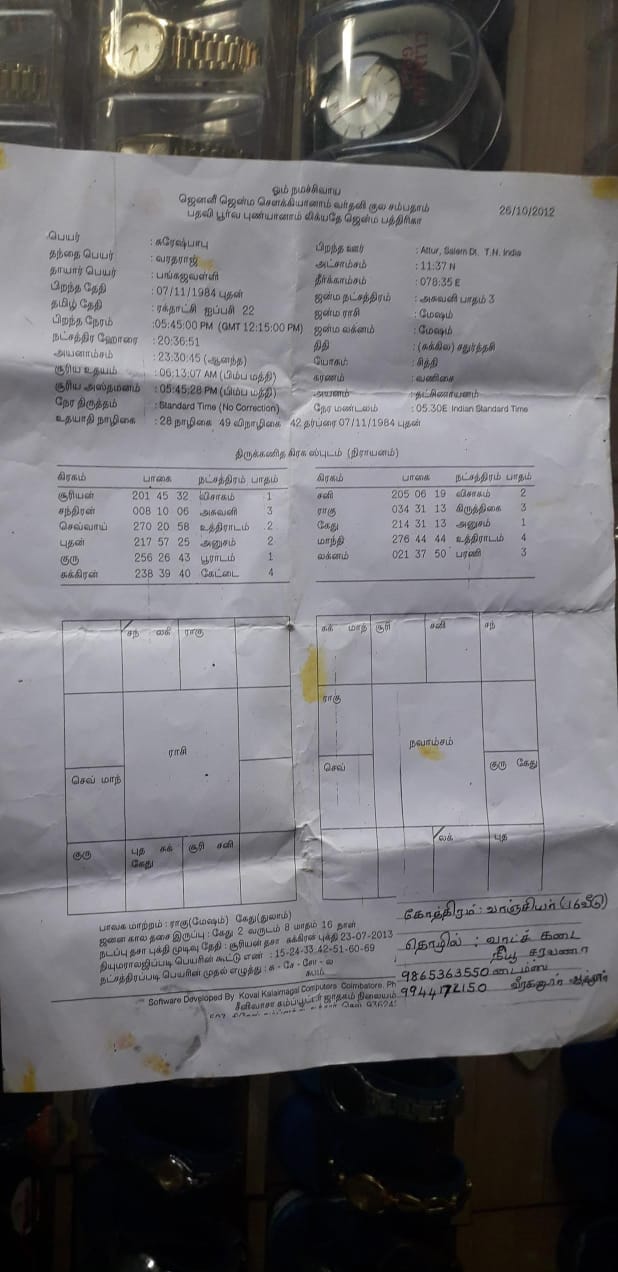 ஓம் நமச்சிவாய
ஜெனனீ ஜென்ம சௌக்கியானாம் வர்தனி குல சம்பதாம்
பதவி பூர்வ புண்யானாம் லிக்யதே ஜென்ம பத்திரிகா
26/10/2012
பெயர் : சுரேஷ்பாபு
தந்தை பெயர் : வரதராஜ்
தாயார் பெயர் : பங்கஜவள்ளி
பிறந்த தேதி : 07/11/1984 புதன்
தமிழ் தேதி : ரக்தாட்சி ஐப்பசி 22
பிறந்த நேரம் :05:45:00 PM (GMT 12:15:00 PM)
நட்சத்திர ஹோரை : 20:36:51
அயனாம்சம் : 23:30:45 (ஆனந்த)
சூரிய உதயம் : 06:13:07 AM (பிம்ப மத்தி)
சூரிய அஸ்தமனம் : 05:45:28 PM (பிம்ப மத்தி)
நேர திருத்தம் : Standard Time (No Correction)
உதயாதி நாழிகை : 28 நாழிகை 49 விநாழிகை 42 தர்பரை 07/11/1984 புதன்
பிறந்த ஊர் : Attur, Salem Dt. T.N. India
அட்சாம்சம் : 11:37 N
தீர்க்காம்சம் : 078:35 E
ஜன்ம நட்சத்திரம் : அசுவனி பாதம் 3
ஜன்ம ராசி : மேஷம்
ஜன்ம லக்னம் : மேஷம்
திதி : (சுக்கில) சதுர்த்தசி
யோகம் : சித்தி
கரணம் : வணிசை
அயனம் : தட்சிணாயனம்
நேர மண்டலம் : 05.30E Indian Standard Time
திருக்கணித கிரக ஸ்புடம் (நிராயனம்)
கிரகம் பாகை நட்சத்திரம் பாதம்
சூரியன் 201 45 32 விசாகம் 1
சந்திரன் 008 10 06 அசுவனி 3
செவ்வாய் 270 20 58 உத்திராடம் 2
புதன் 217 57 25 அனுசம் 2
குரு 256 26 43 பூராடம் 1
சுக்கிரன் 238 39 40 கேட்டை 4
கிரகம் பாகை நட்சத்திரம் பாதம்
சனி 205 06 19 விசாகம் 2
ராகு 034 31 13 கிருத்திகை 3
கேது 214 31 13 அனுசம் 1
மாந்தி 276 44 44 உத்திராடம் 4
லக்னம் 021 37 50 பரணி 3
சந் லக் ராகு
ராசி
செவ் மாந்
குரு
புத சுக்
கேது
சூரி சனி
சுக் மாந் சூரி
சனி
சந்
ராகு
நவாம்சம்
செவ்
குரு கேது
லக்
புத
பாவக மாற்றம் : ராகு(மேஷம்) கேது(துலாம்)
ஜனன கால தசை இருப்பு : கேது 2 வருடம் 8 மாதம் 16 நாள்
நடப்பு தசா புக்தி முடிவு தேதி : சூரியன் தசா சுக்கிரன் புக்தி 23-07-2013
நியுமராலஜிப்படி பெயரின் கூட்டு எண் : 15-24-33,42-51-60-69
நட்சத்திரப்படி பெயரின் முதல் எழுத்து : சு - சே - சோ - ல
சுபம்
Software Developed By Kovai Kalaimagal Computers Coimbatore. Ph
சீனிவாசா கம்ப்யூட்டர் ஜாதகம் நிலையம்
கோத்திரம் : வாஞ்சியர் (16வீடு)
தொழில் : வாட்ச் கடை
நியூ சரவணா
9865363550 டைம்ஸ்
9944172150